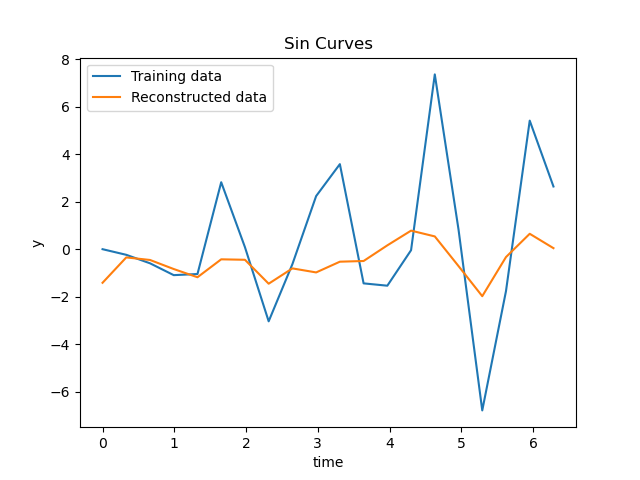 Sin Curves
Training data
Reconstructed data
8
6
4
2
0
−2
−4
−6
y
0 1 2 3 4 5 6
time